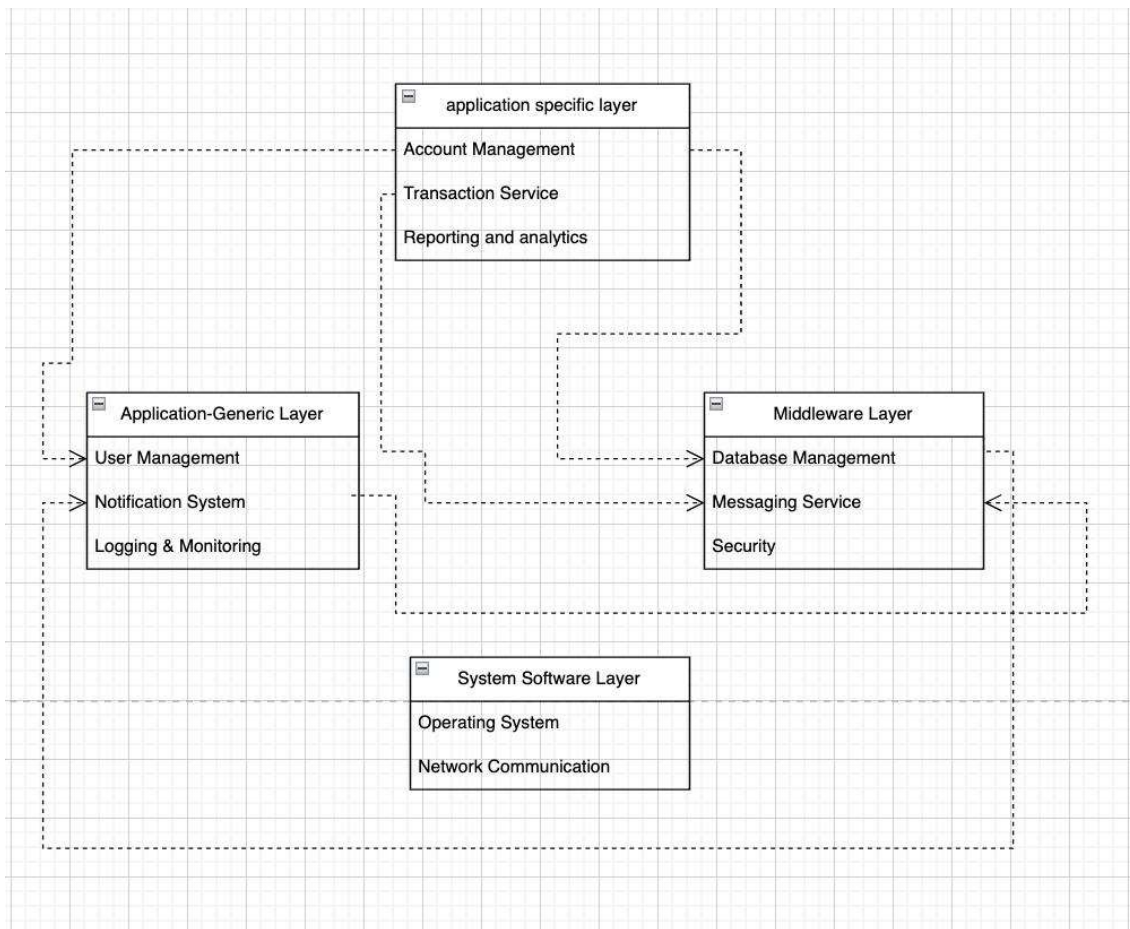 application specific layer
Account Management
Transaction Service
Reporting and analytics
Application-Generic Layer
User Management
Notification System
Logging & Monitoring
Middleware Layer
Database Management
Messaging Service
Security
System Software Layer
Operating System
Network Communication